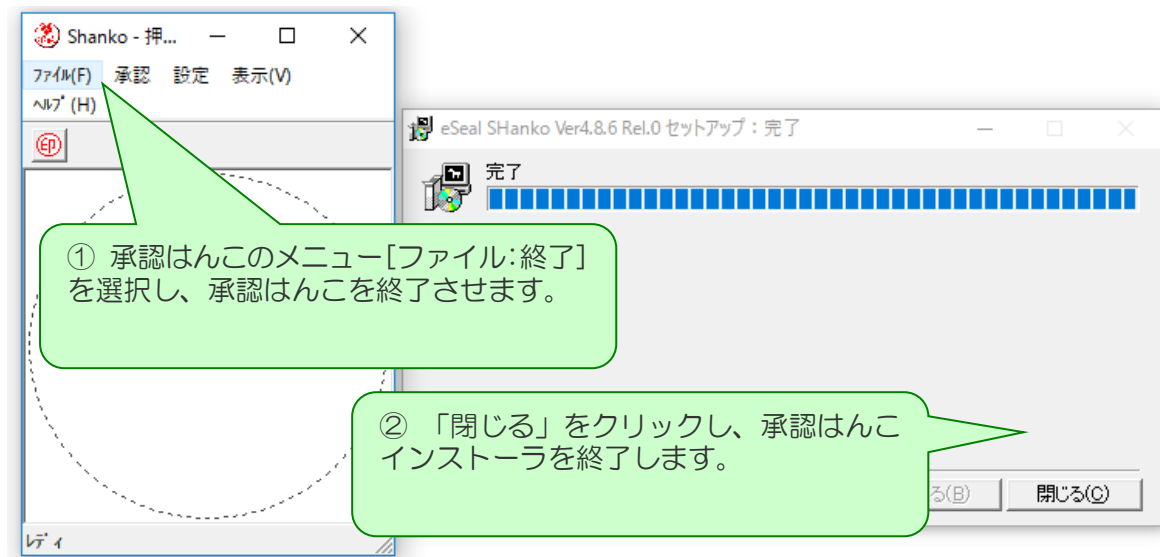 Shanko - 押...
ﾌｧｲﾙ(F) 承認 設定 表示(V)
ﾍﾙﾌﾟ(H)
印
eSeal SHanko Ver4.8.6 Rel.0 セットアップ：完了
完了
① 承認はんこのメニュー[ファイル:終了]
を選択し、承認はんこを終了させます。
② 「閉じる」をクリックし、承認はんこ
インストーラを終了します。
る(B) 閉じる(C)
ﾚﾃﾞｨ